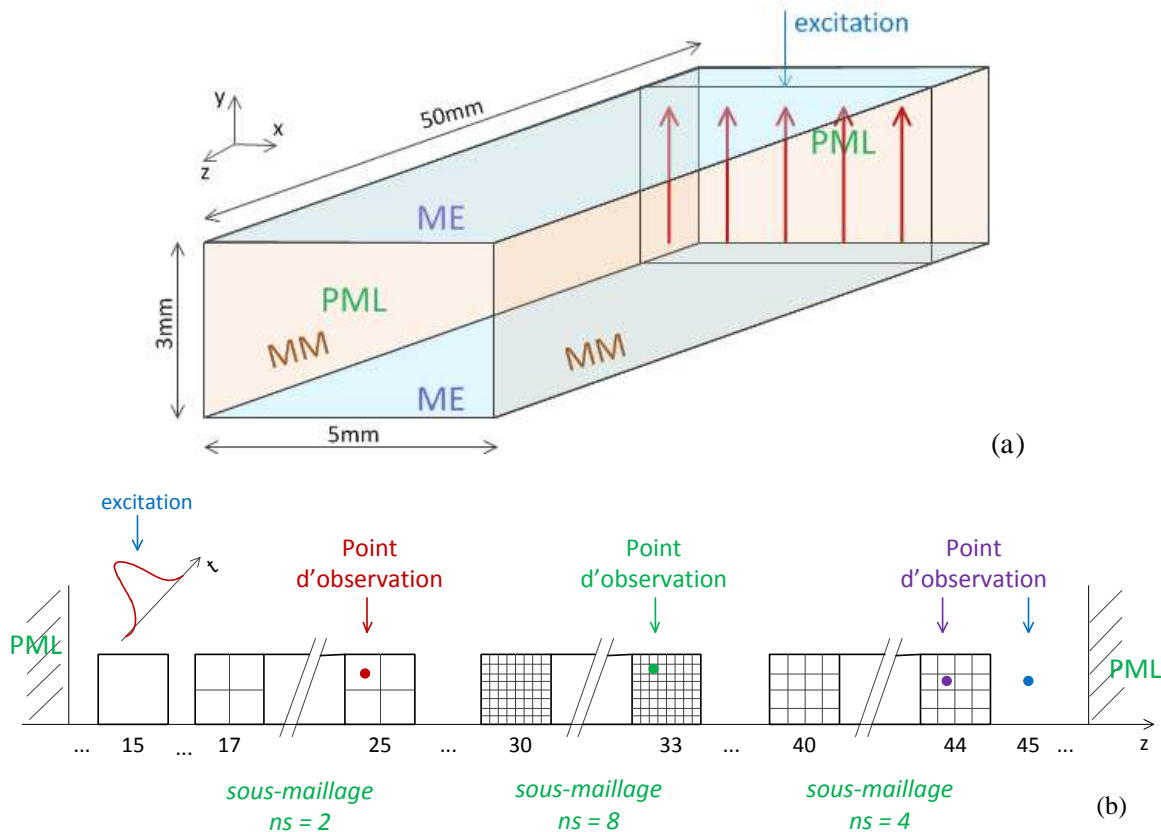 excitation
y
x
z
50mm
PML
ME
3mm
PML
MM
MM
ME
5mm
(a)
excitation
t
Point
d'observation
Point
d'observation
Point
d'observation
PML
PML
... 15 ... 17 25 ... 30 33 ... 40 44 45 ... z
sous-maillage
ns = 2
sous-maillage
ns = 8
sous-maillage
ns = 4
(b)